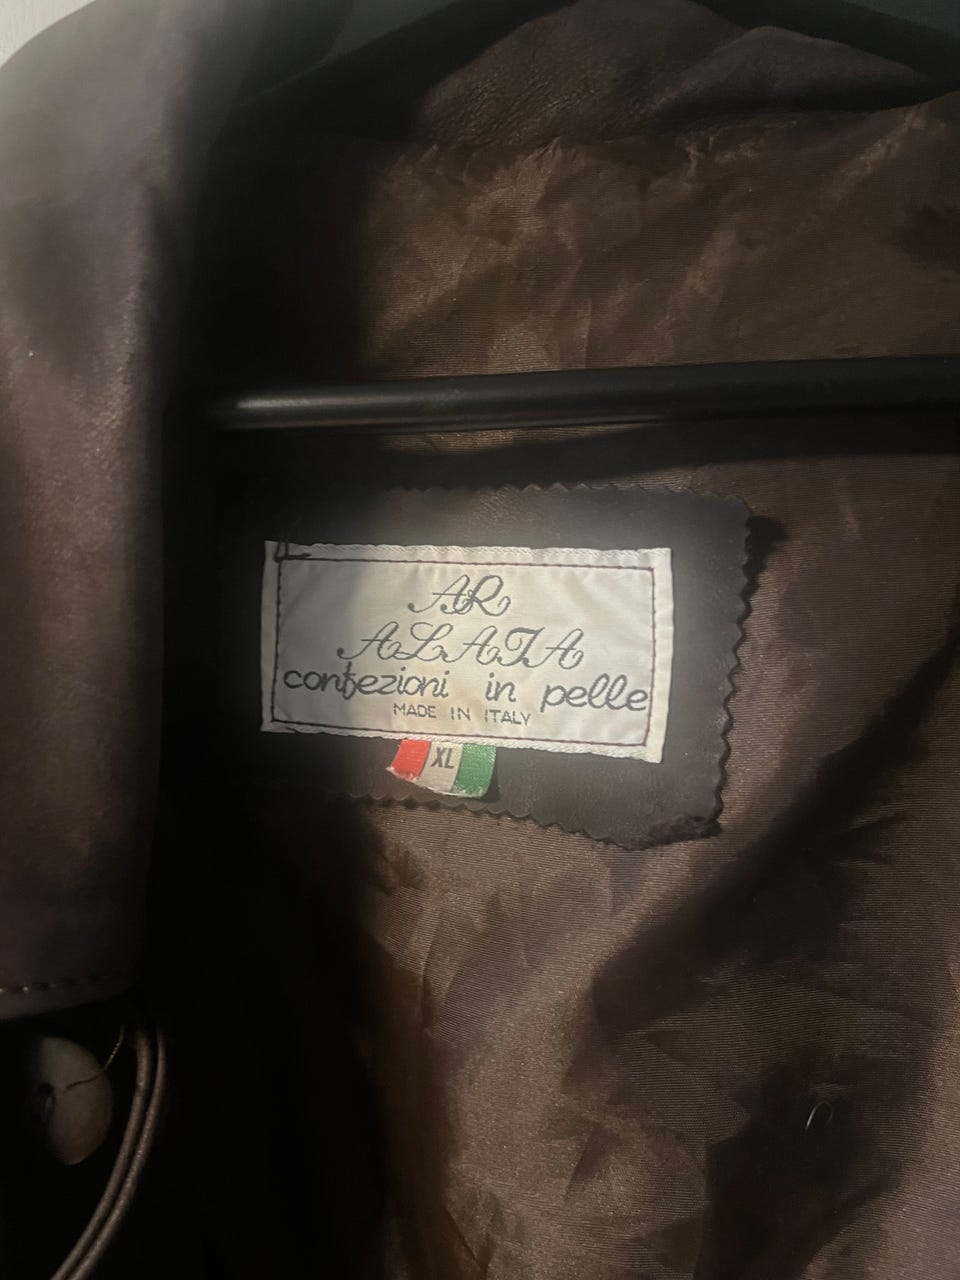 AR
ALAIA
confezioni in pelle
MADE IN ITALY
XL